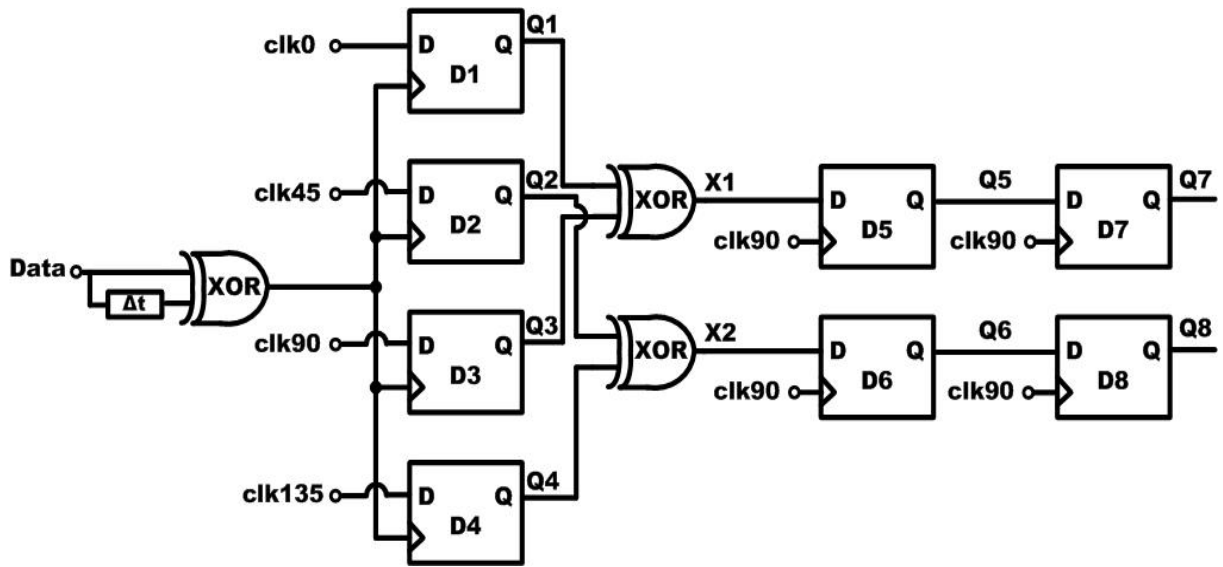 Q1
clk0 D Q
D1
Q2
clk45 D Q
D2
XOR X1
Q5
Q7
D Q
D5
clk90
D Q
D7
clk90
Data
Δt
XOR
Q3
clk90 D Q
D3
XOR X2
Q6
Q8
D Q
D6
clk90
D Q
D8
clk90
Q4
clk135 D Q
D4